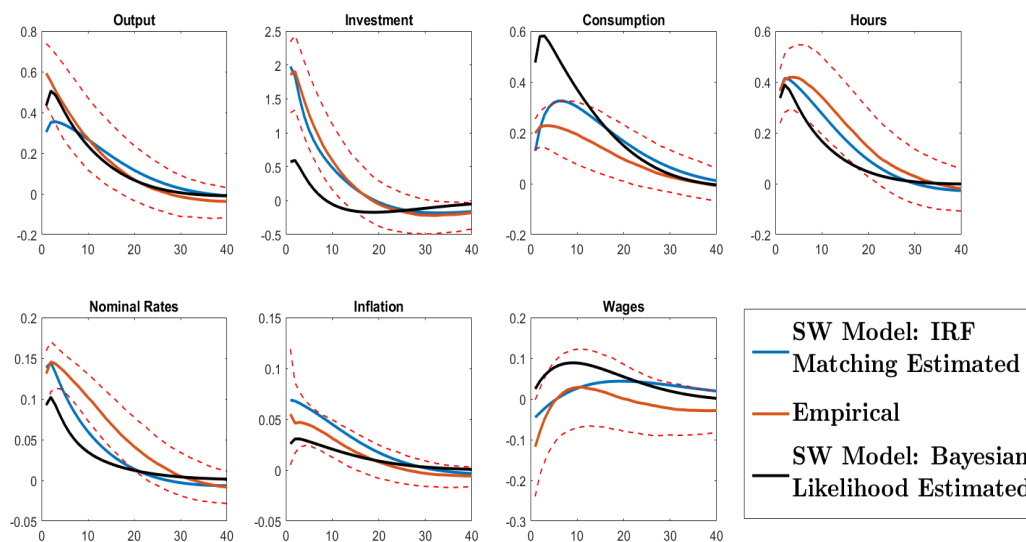 Output
Investment
Consumption
Hours
0.8
0.6
0.4
0.2
0
-0.2
0 10 20 30 40
2.5
2
1.5
1
0.5
0
-0.5
0 10 20 30 40
0.6
0.4
0.2
0
-0.2
0 10 20 30 40
0.6
0.4
0.2
0
-0.2
0 10 20 30 40
Nominal Rates
Inflation
Wages
0.2
0.15
0.1
0.05
0
-0.05
0 10 20 30 40
0.15
0.1
0.05
0
-0.05
0 10 20 30 40
0.2
0.1
0
-0.1
-0.2
-0.3
0 10 20 30 40
SW Model: IRF
Matching Estimated
Empirical
SW Model: Bayesian
Likelihood Estimated